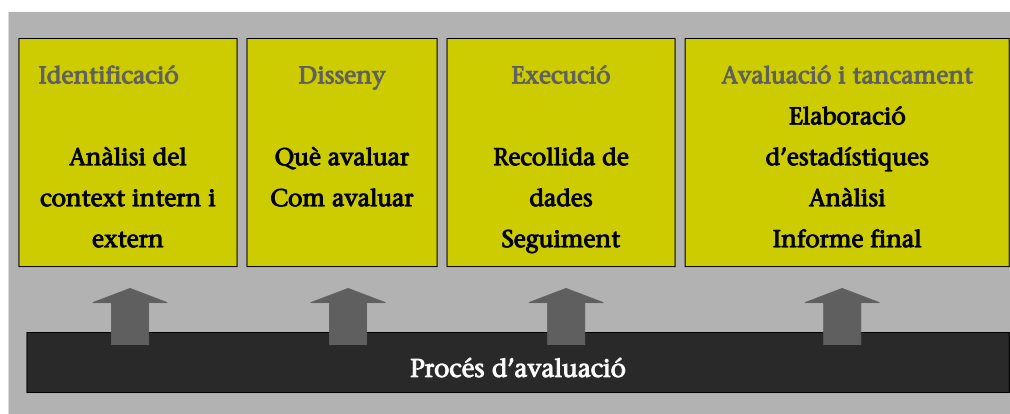 Identificació
Anàlisi del
context intern i
extern
Disseny
Què avaluar
Com avaluar
Execució
Recollida de
dades
Seguiment
Avaluació i tancament
Elaboració
d'estadístiques
Anàlisi
Informe final
Procés d'avaluació